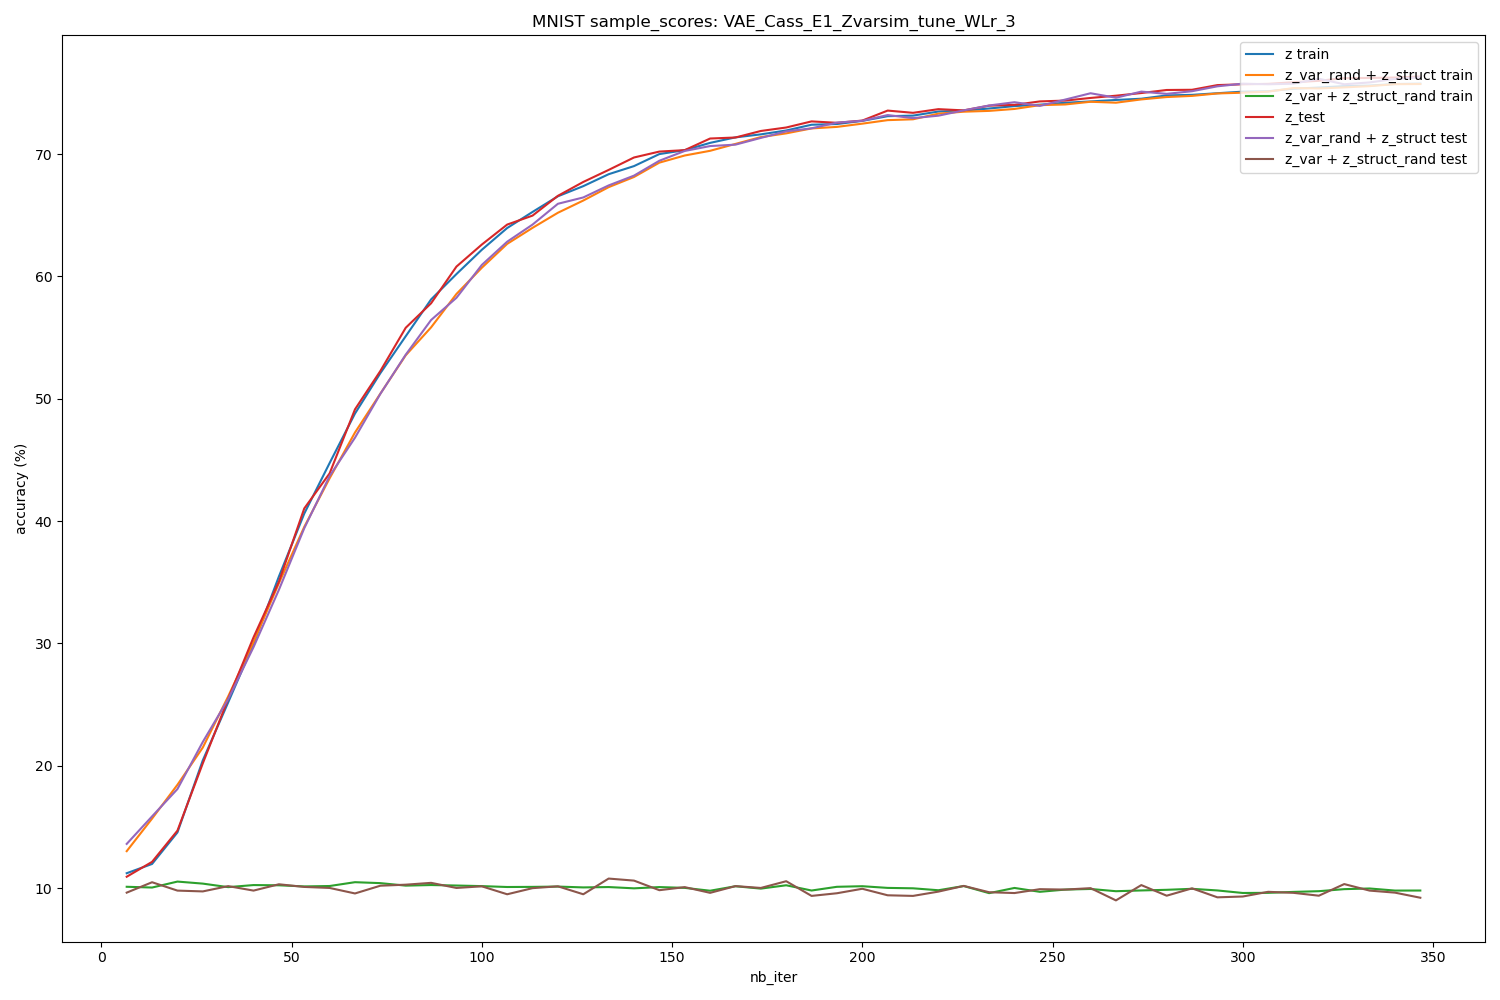 MNIST sample_scores: VAE_Cass_E1_Zvarsim_tune_WLr_3
z train
z_var_rand + z_struct train
z_var + z_struct_rand train
z_test
z_var_rand + z_struct test
z_var + z_struct_rand test
accuracy (%)
70
60
50
40
30
20
10
0
50
100
150
200
250
300
350
nb_iter